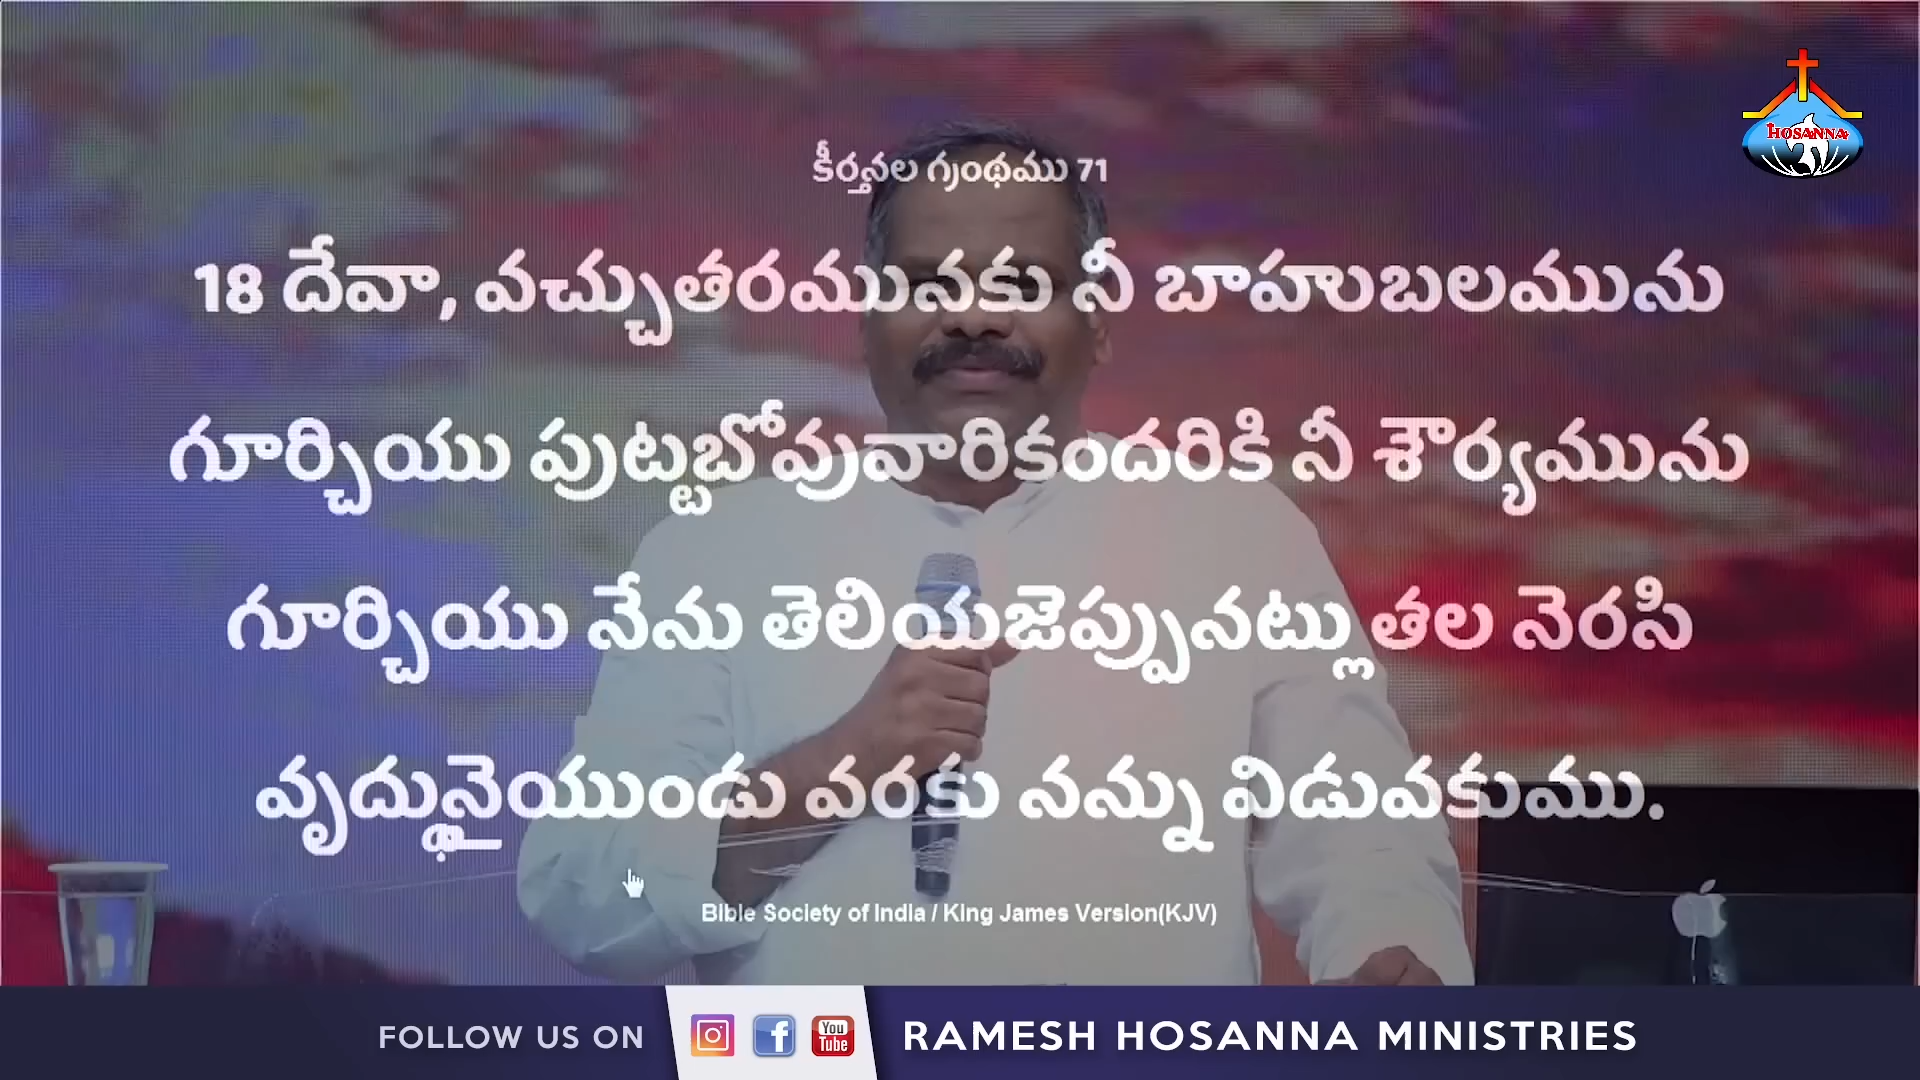 HOSANNA
కీర్తనల గ్రంథము 71
18 దేవా, వచ్చుతరమునకు నీ బాహుబలమును
గూర్చియు పుట్టబోవువారికందరికి నీ శౌర్యమును
గూర్చియు నేను తెలియజెప్పునట్లు తల నెరసి
వృద్ధునైయుండు వరకు నన్ను విడువకుము.
Bible Society of India / King James Version(KJV)
FOLLOW US ON
You
Tube
RAMESH HOSANNA MINISTRIES